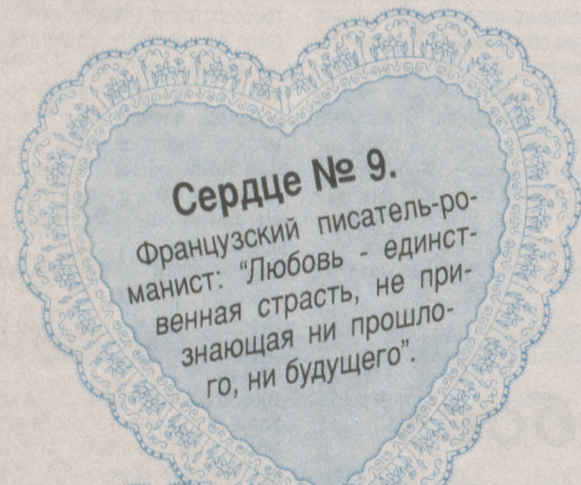 Сердце № 9.
Французский писатель-ро-
манист: "Любовь - единст-
венная страсть, не при-
знающая ни прошло-
го, ни будущего".